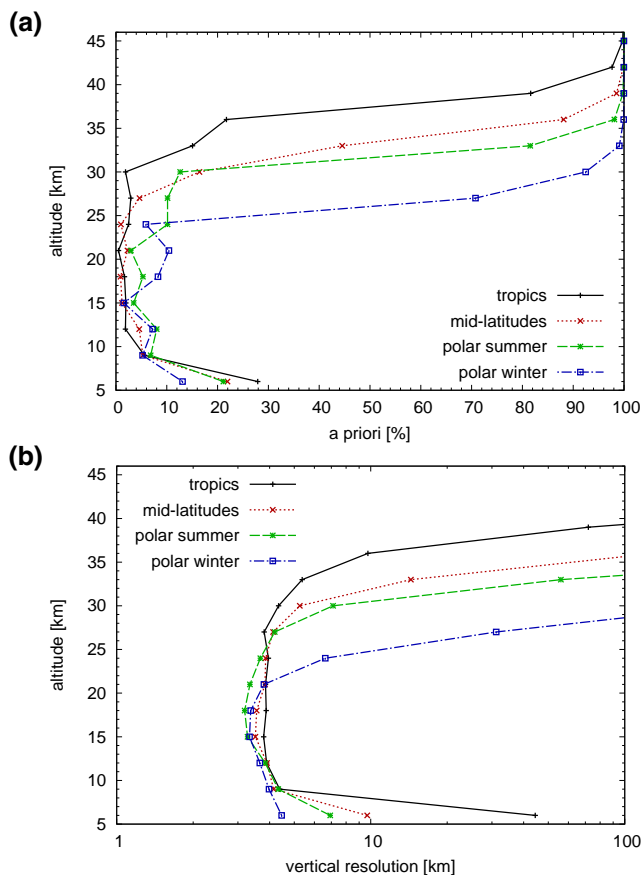 (a)
45
40
35
30
25
20
15
10
5
altitude [km]
tropics
mid-latitudes
polar summer
polar winter
0 10 20 30 40 50 60 70 80 90 100
a priori [%]
(b)
45
40
35
30
25
20
15
10
5
altitude [km]
tropics
mid-latitudes
polar summer
polar winter
1 10 100
vertical resolution [km]